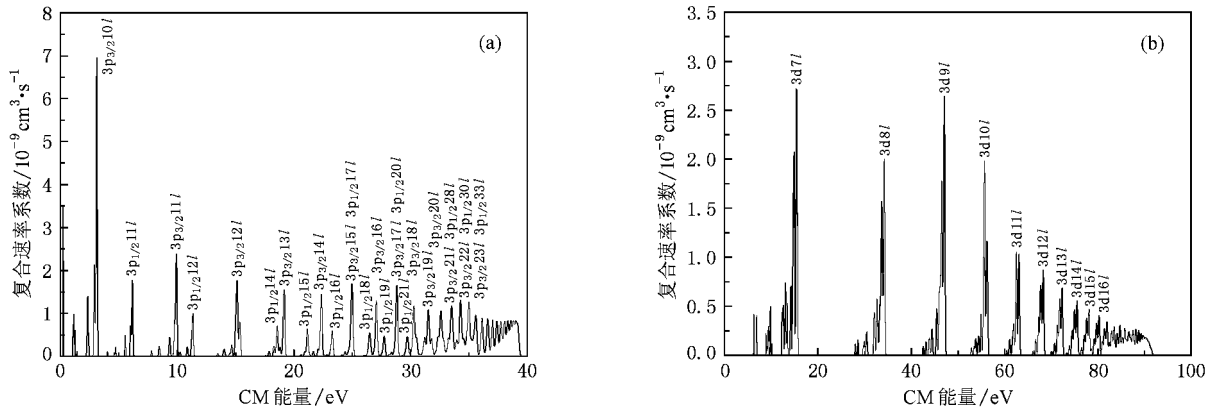 (a)
复合速率系数/10⁻⁹cm³•s⁻¹
8
7
6
5
4
3
2
1
0
3p₃/₂10l
3p₁/₂11l
3p₃/₂11l
3p₁/₂12l
3p₃/₂12l
3p₁/₂14l
3p₃/₂13l
3p₁/₂15l
3p₃/₂14l
3p₁/₂16l
3p₃/₂15l 3p₁/₂17l
3p₁/₂18l
3p₃/₂16l
3p₁/₂19l
3p₃/₂17l 3p₁/₂20l
3p₁/₂21l
3p₃/₂18l
3p₃/₂19l
3p₃/₂20l
3p₃/₂21l 3p₁/₂28l
3p₃/₂22l 3p₁/₂30l
3p₃/₂23l 3p₁/₂33l
0 10 20 30 40
CM能量/eV
(b)
复合速率系数/10⁻⁹cm³•s⁻¹
3.5
3.0
2.5
2.0
1.5
1.0
0.5
0.0
3d7l
3d8l
3d9l
3d10l
3d11l
3d12l
3d13l
3d14l
3d15l
3d16l
0 20 40 60 80 100
CM能量/eV